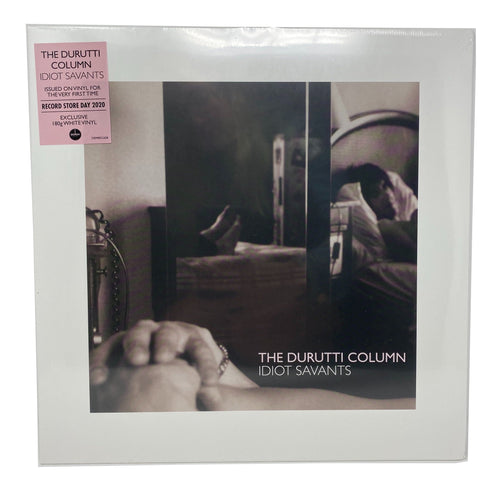 THE DURUTTI
COLUMN
IDIOT SAVANTS
ISSUED ON VINYL FOR
THE VERY FIRST TIME
RECORD STORE DAY 2020
EXCLUSIVE
180g WHITE VINYL
THE DURUTTI COLUMN
IDIOT SAVANTS